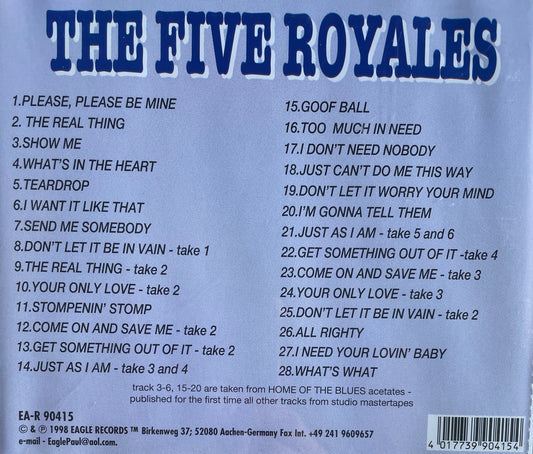 THE FIVE ROYALES
1.PLEASE, PLEASE BE MINE
2. THE REAL THING
3.SHOW ME
4.WHAT'S IN THE HEART
5.TEARDROP
6.I WANT IT LIKE THAT
7.SEND ME SOMEBODY
8.DON'T LET IT BE IN VAIN - take 1
9.THE REAL THING - take 2
10.YOUR ONLY LOVE - take 2
11.STOMPENIN' STOMP
12.COME ON AND SAVE ME - take 2
13.GET SOMETHING OUT OF IT - take 2
14.JUST AS I AM - take 3 and 4
15.GOOF BALL
16.TOO MUCH IN NEED
17.I DON'T NEED NOBODY
18.JUST CAN'T DO ME THIS WAY
19.DON'T LET IT WORRY YOUR MIND
20.I'M GONNA TELL THEM
21.JUST AS I AM - take 5 and 6
22.GET SOMETHING OUT OF IT -take 4
23.COME ON AND SAVE ME - take 3
24.YOUR ONLY LOVE - take 3
25.DON'T LET IT BE IN VAIN - take 2
26.ALL RIGHTY
27.I NEED YOUR LOVIN' BABY
28.WHAT'S WHAT
track 3-6, 15-20 are taken from HOME OF THE BLUES acetates -
published for the first time all other tracks from studio mastertapes
EA-R 90415
© & ℗ 1998 EAGLE RECORDS ™ Birkenweg 37; 52080 Aachen-Germany Fax Int. +49 241 9609657
e-mail - EaglePaul@aol.com
4 017739 904154